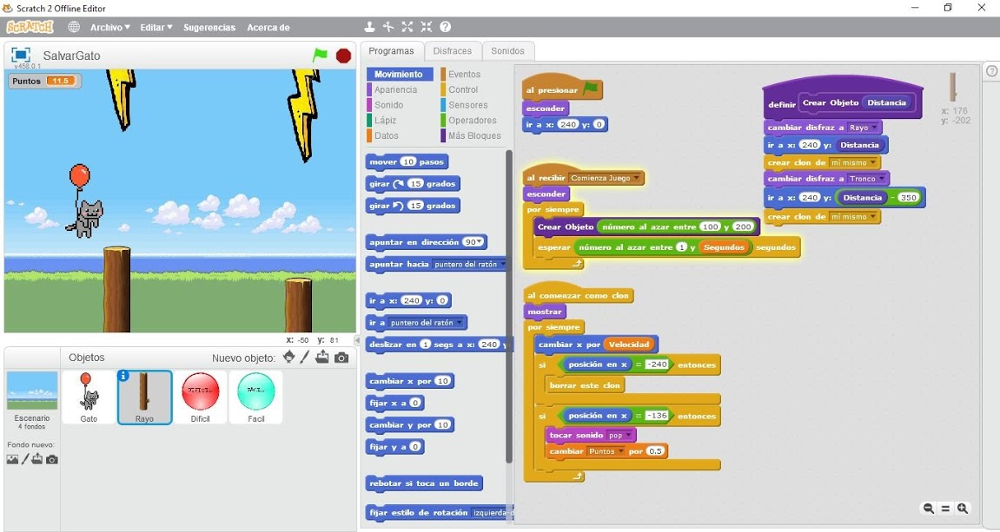 Scratch 2 Offline Editor
SCRATCH Archivo▼ Editar▼ Sugerencias Acerca de
SalvarGato
v458.0.1
Puntos 11.5
x: -50 y: 81
Objetos
Nuevo objeto:
Escenario
4 fondos
Fondo nuevo:
Gato
Rayo
Dificil
Facil
Programas Disfraces Sonidos
Movimiento Eventos
Apariencia Control
Sonido Sensores
Lápiz Operadores
Datos Más Bloques
mover 10 pasos
girar 15 grados
girar 15 grados
apuntar en dirección 90▼
apuntar hacia puntero del ratón
ir a x: 240 y: 0
ir a puntero del ratón
deslizar en 1 segs a x: 240 y
cambiar x por 10
fijar x a 0
cambiar y por 10
fijar y a 0
rebotar si toca un borde
fijar estilo de rotación izquierda-d
al presionar
esconder
ir a x: 240 y: 0
al recibir Comienza Juego
esconder
por siempre
Crear Objeto número al azar entre 100 y 200
esperar número al azar entre 1 y Segundos segundos
al comenzar como clon
mostrar
por siempre
cambiar x por Velocidad
si posición en x = -240 entonces
borrar este clon
si posición en x = -136 entonces
tocar sonido pop
cambiar Puntos por 0.5
definir Crear Objeto Distancia
cambiar disfraz a Rayo
ir a x: 240 y: Distancia
crear clon de mí mismo
cambiar disfraz a Tronco
ir a x: 240 y: Distancia - 350
crear clon de mí mismo
x: 176
y: -202